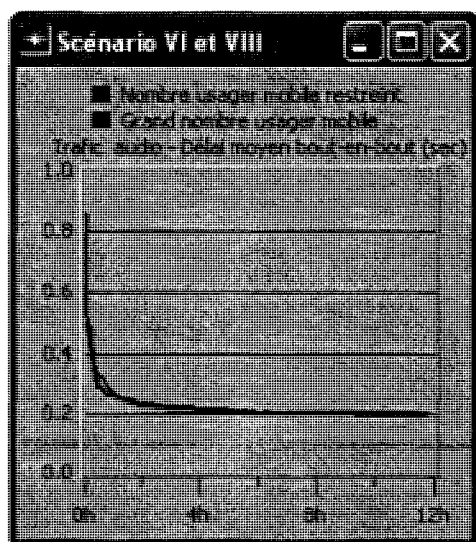 Scénario VI et VIII
Nombre usager mobile restrient
Grand nombre usager mobile
Trafic audio - Délai moyen bout-en-bout (sec)
1.0
0.8
0.6
0.4
0.2
0.0
0h 4h 8h 12h